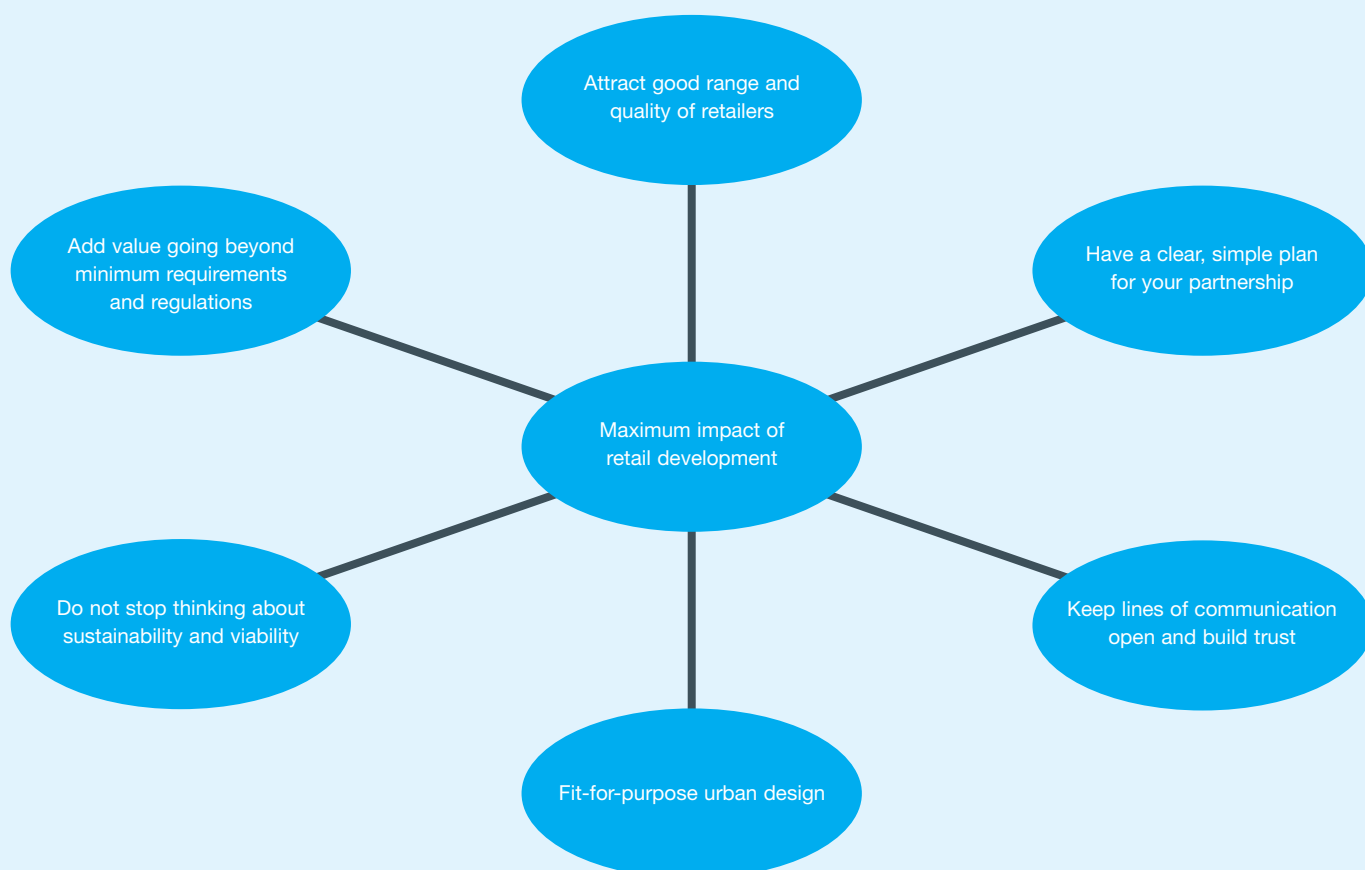 Attract good range and
quality of retailers
Add value going beyond
minimum requirements
and regulations
Have a clear, simple plan
for your partnership
Maximum impact of
retail development
Do not stop thinking about
sustainability and viability
Keep lines of communication
open and build trust
Fit-for-purpose urban design